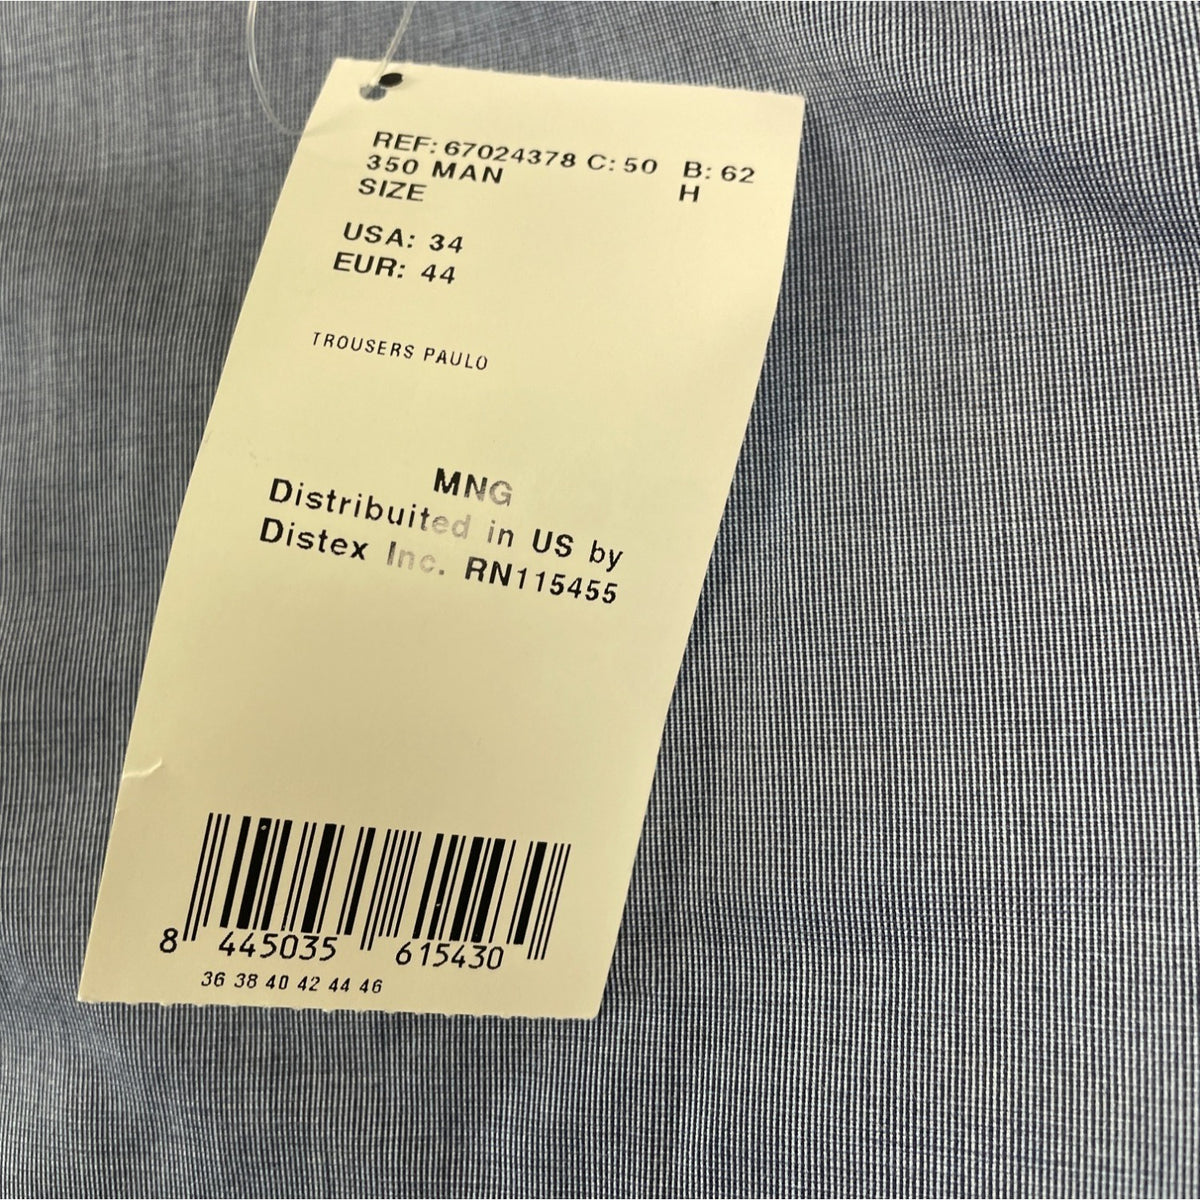 REF: 67024378 C: 50 B: 62
350 MAN H
SIZE
USA: 34
EUR: 44
TROUSERS PAULO
MNG
Distribuited in US by
Distex Inc. RN115455
8 445035 615430
36 38 40 42 44 46